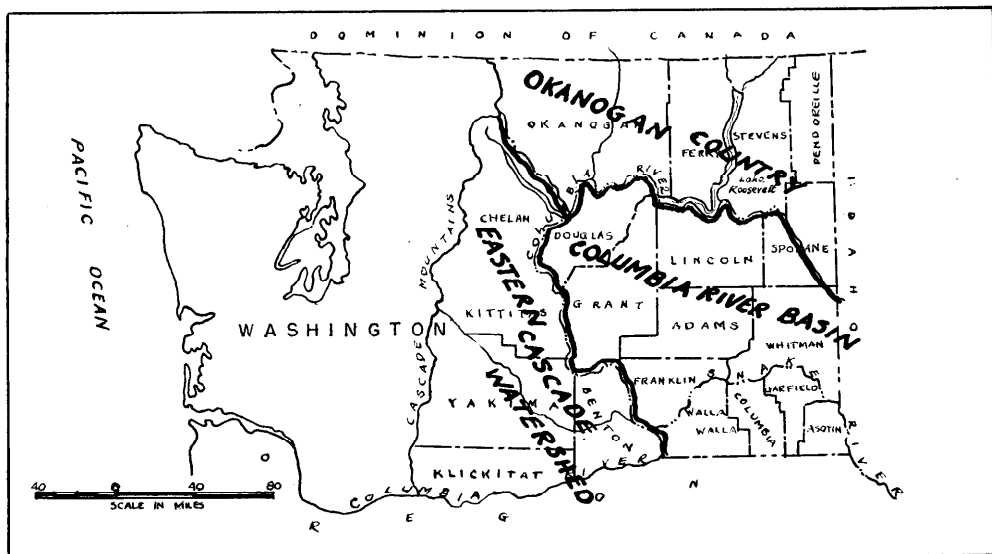 DOMINION OF CANADA
OKANOGAN COUNTRY
OKANOGAN
FERRY
STEVENS
PEND OREILLE
Lake Roosevelt
IDAHO
PACIFIC OCEAN
COLUMBIA RIVER
CHELAN
DOUGLAS
LINCOLN
SPOKANE
COLUMBIA RIVER BASIN
EASTERN CASCADE WATERSHED
CASCADE MOUNTAINS
WASHINGTON
KITTITAS
GRANT
ADAMS
WHITMAN
YAKIMA
BENTON
FRANKLIN
SNAKE RIVER
WALLA WALLA
COLUMBIA
GARFIELD
ASOTIN
KLICKITAT
COLUMBIA RIVER
OREGON
40 0 40 80
SCALE IN MILES